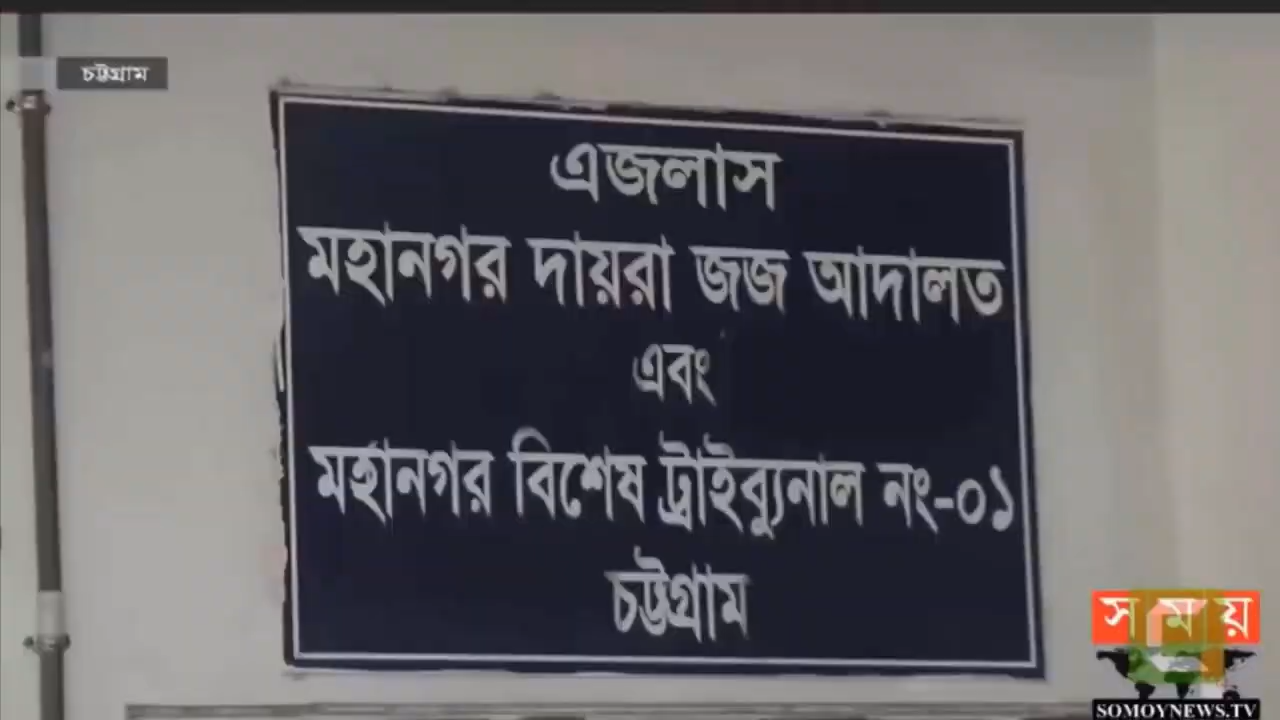 চট্টগ্রাম
এজলাস
মহানগর দায়রা জজ আদালত
এবং
মহানগর বিশেষ ট্রাইব্যুনাল নং-০১
চট্টগ্রাম
সময়
SOMOYNEWS.TV